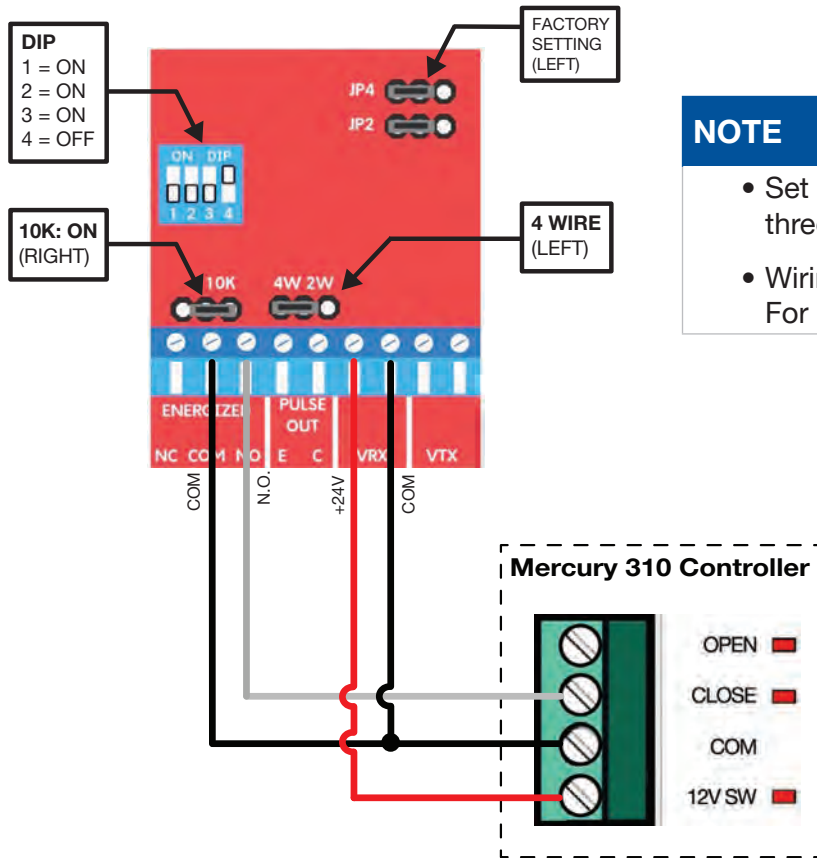 DIP
1 = ON
2 = ON
3 = ON
4 = OFF
FACTORY
SETTING
(LEFT)
JP4
JP2
NOTE
• Set
• Wiri
For
ON DIP
1 2 3 4
10K: ON
(RIGHT)
4 WIRE
(LEFT)
10K
4W 2W
ENERGIZER
PULSE
OUT
NC COM NO E C VRX VTX
COM
N.O.
+24V
COM
Mercury 310 Controller
OPEN
CLOSE
COM
12V SW